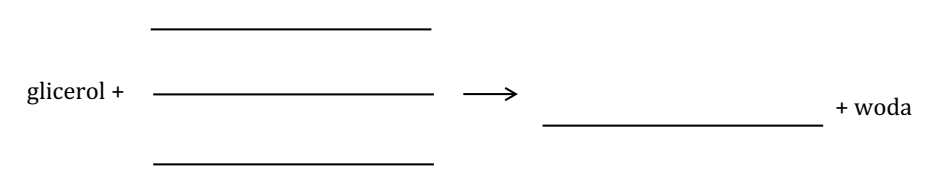 glicerol +
+ woda